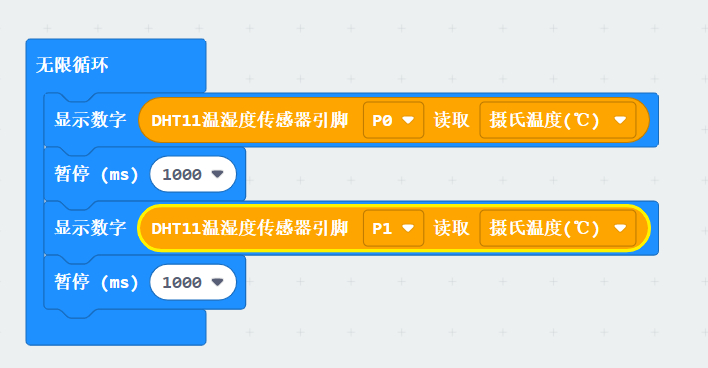 无限循环
显示数字 DHT11温湿度传感器引脚 P0 读取 摄氏温度(℃)
暂停 (ms) 1000
显示数字 DHT11温湿度传感器引脚 P1 读取 摄氏温度(℃)
暂停 (ms) 1000